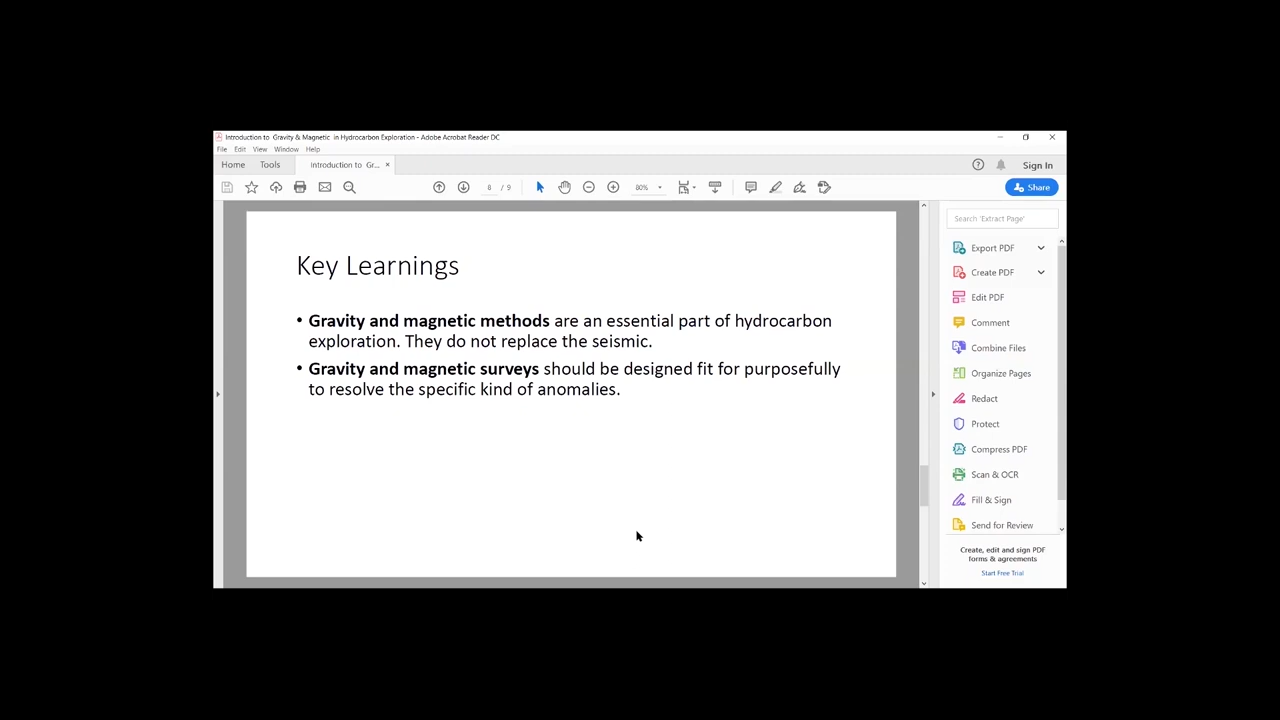 Introduction to Gravity & Magnetic in Hydrocarbon Exploration - Adobe Acrobat Reader DC
File Edit View Window Help
Home Tools Introduction to Gr... × Sign In
8 / 9 80% Share
Search 'Extract Page'
Key Learnings
• Gravity and magnetic methods are an essential part of hydrocarbon
exploration. They do not replace the seismic.
• Gravity and magnetic surveys should be designed fit for purposefully
to resolve the specific kind of anomalies.
Export PDF
Create PDF
Edit PDF
Comment
Combine Files
Organize Pages
Redact
Protect
Compress PDF
Scan & OCR
Fill & Sign
Send for Review
Create, edit and sign PDF
forms & agreements
Start Free Trial